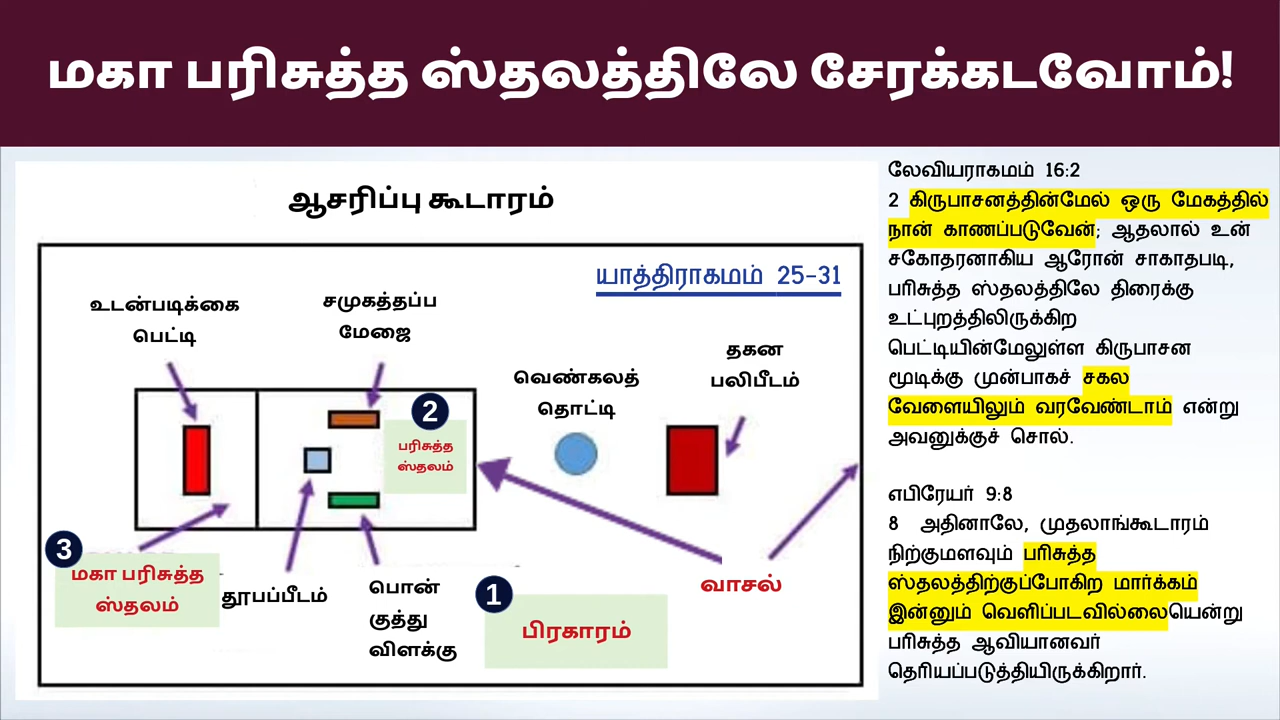 மகா பரிசுத்த ஸ்தலத்திலே சேரக்கடவோம்!
ஆசரிப்பு கூடாரம்
யாத்திராகமம் 25-31
உடன்படிக்கை
பெட்டி
சமுகத்தப்ப
மேஜை
வெண்கலத்
தொட்டி
தகன
பலிபீடம்
2
பரிசுத்த
ஸ்தலம்
3
மகா பரிசுத்த
ஸ்தலம்
தூபப்பீடம்
பொன்
குத்து
விளக்கு
1
பிரகாரம்
வாசல்
லேவியராகமம் 16:2
2 கிருபாசனத்தின்மேல் ஒரு மேகத்தில்
நான் காணப்படுவேன்; ஆதலால் உன்
சகோதரனாகிய ஆரோன் சாகாதபடி,
பரிசுத்த ஸ்தலத்திலே திரைக்கு
உட்புறத்திலிருக்கிற
பெட்டியின்மேலுள்ள கிருபாசன
மூடிக்கு முன்பாகச் சகல
வேளையிலும் வரவேண்டாம் என்று
அவனுக்குச் சொல்.
எபிரேயர் 9:8
8 அதினாலே, முதலாங்கூடாரம்
நிற்குமளவும் பரிசுத்த
ஸ்தலத்திற்குப்போகிற மார்க்கம்
இன்னும் வெளிப்படவில்லையென்று
பரிசுத்த ஆவியானவர்
தெரியப்படுத்தியிருக்கிறார்.